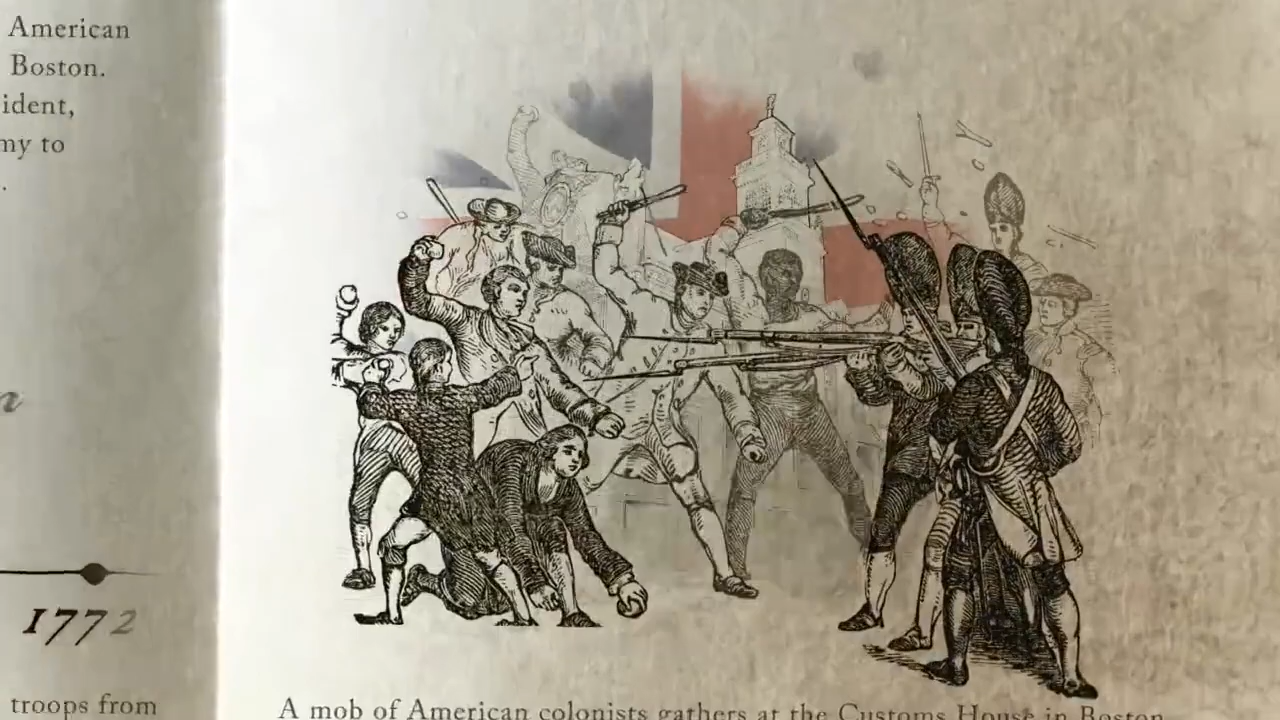 American
Boston.
ident,
my to
.
n
1772
troops from
A mob of American colonists gathers at the Customs House in Boston